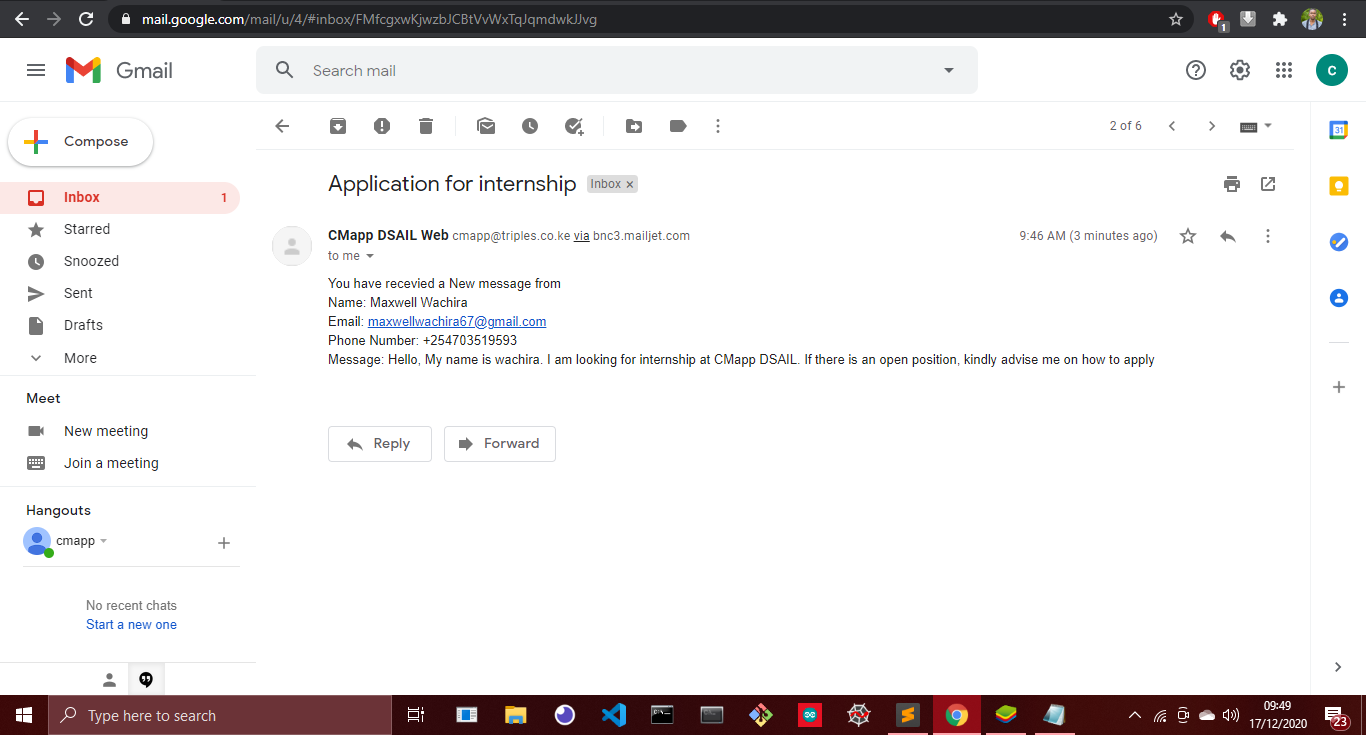 mail.google.com/mail/u/4/#inbox/FMfcgxwKjwzbJCBtVvWxTqJqmdwkJJvg
1
Gmail
Search mail
C
Compose
2 of 6
31
Application for internship
Inbox x
Inbox 1
Starred
Snoozed
Sent
Drafts
More
CMapp DSAIL Web cmapp@triples.co.ke via bnc3.mailjet.com
9:46 AM (3 minutes ago)
to me
You have recevied a New message from
Name: Maxwell Wachira
Email: maxwellwachira67@gmail.com
Phone Number: +254703519593
Message: Hello, My name is wachira. I am looking for internship at CMapp DSAIL. If there is an open position, kindly advise me on how to apply
Reply
Forward
Meet
New meeting
Join a meeting
Hangouts
cmapp
No recent chats
Start a new one
Type here to search
09:49
17/12/2020
23